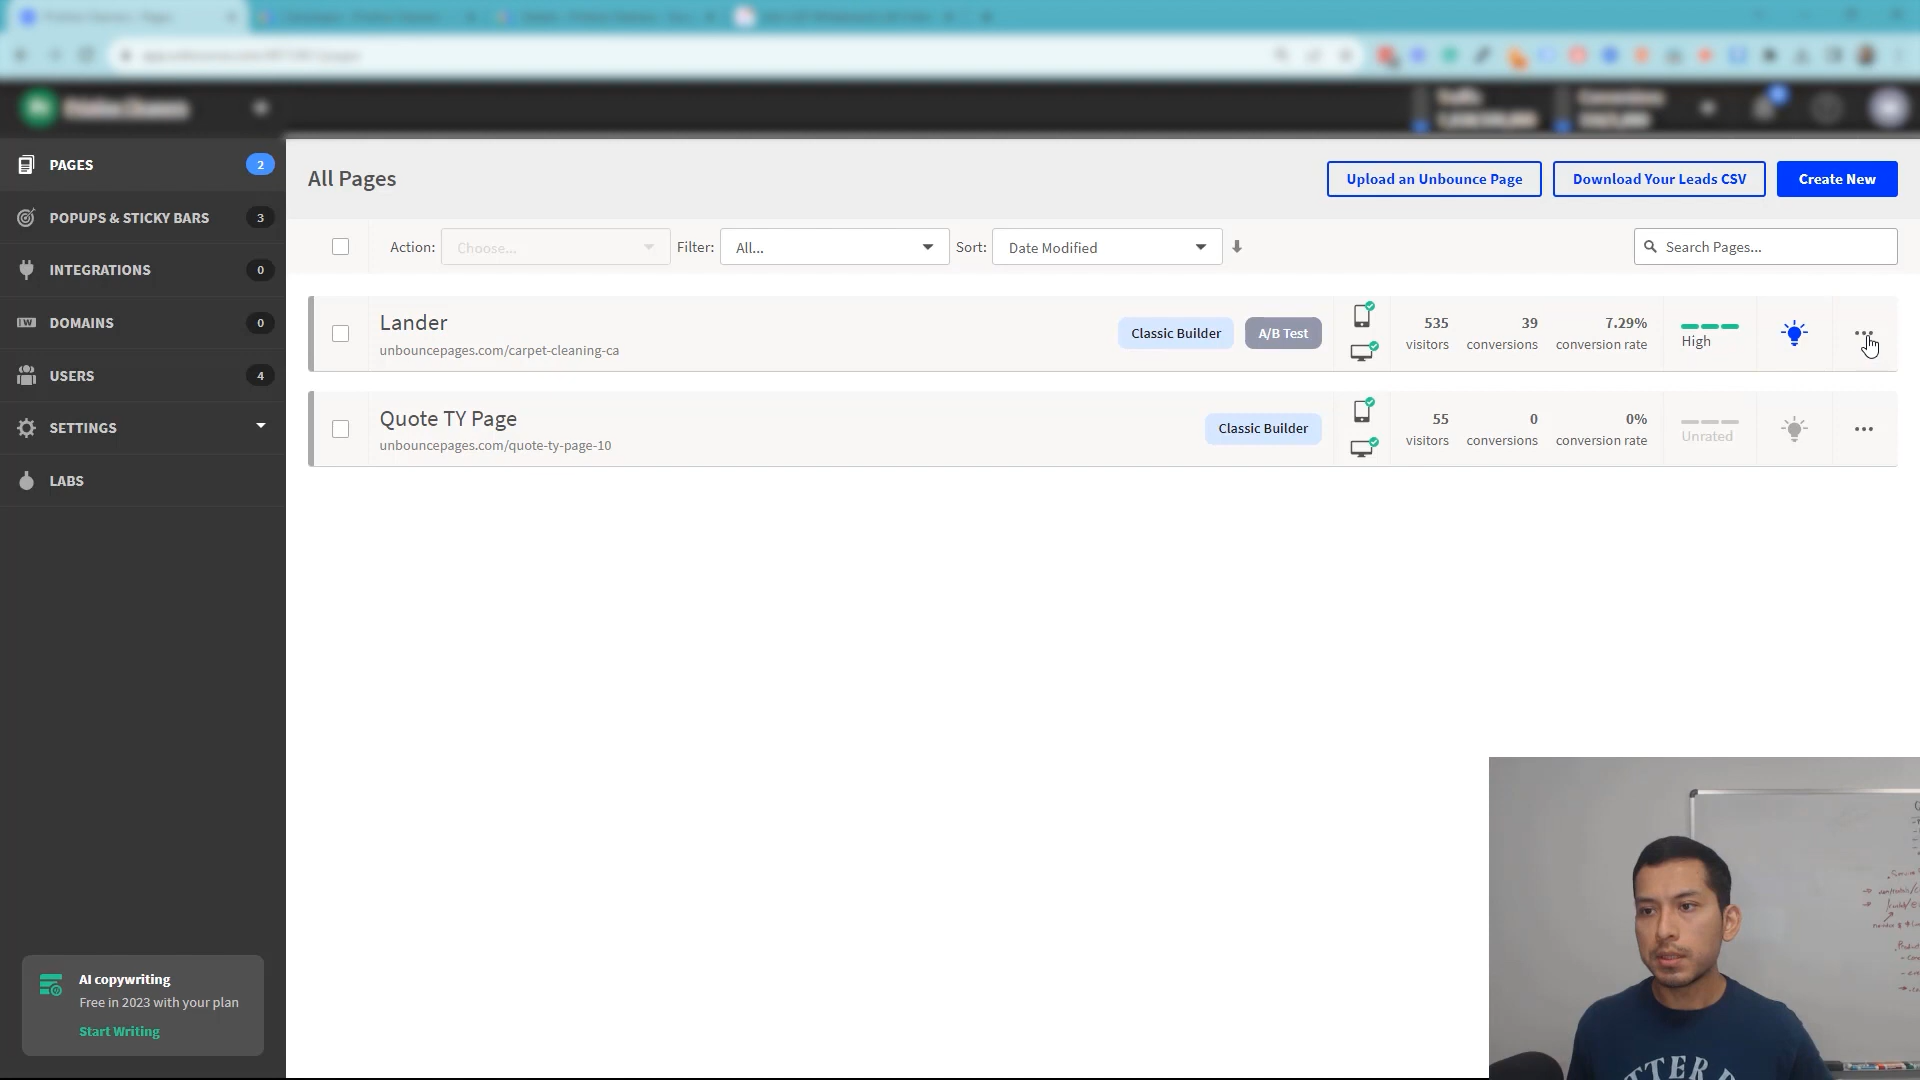 PAGES 2
POPUPS & STICKY BARS 3
INTEGRATIONS 0
DOMAINS 0
USERS 4
SETTINGS
LABS
AI copywriting
Free in 2023 with your plan
Start Writing
All Pages
Upload an Unbounce Page
Download Your Leads CSV
Create New
Action: Choose... Filter: All... Sort: Date Modified
Search Pages...
Lander
unbouncepages.com/carpet-cleaning-ca
Classic Builder
A/B Test
535 39 7.29%
visitors conversions conversion rate
High
Quote TY Page
unbouncepages.com/quote-ty-page-10
Classic Builder
55 0 0%
visitors conversions conversion rate
Unrated